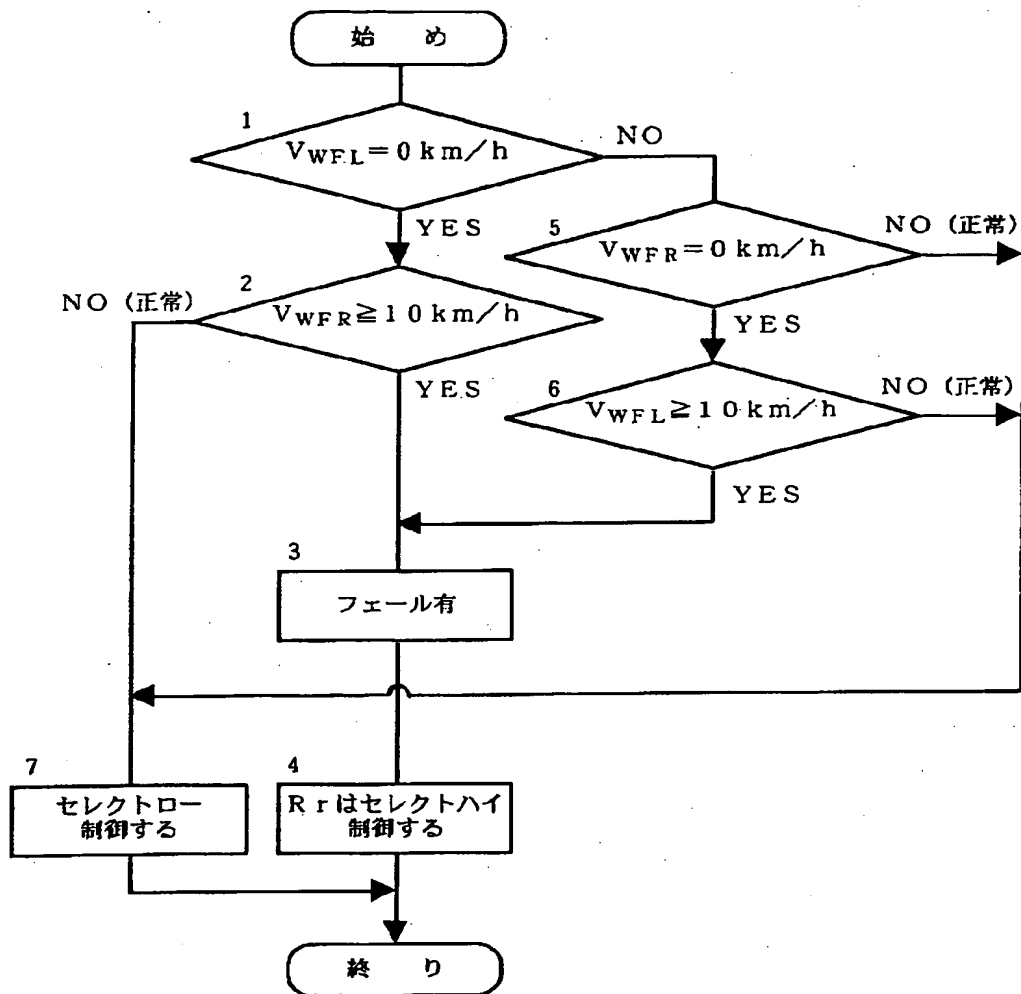 始 め
1
V_WFL=0km/h
NO
YES
5
V_WFR=0km/h
NO (正常)
2
NO (正常)
V_WFR≧10km/h
YES
YES
6
V_WFL≧10km/h
NO (正常)
YES
3
フェール有
7
セレクトロー
制御する
4
Rrはセレクトハイ
制御する
終 り